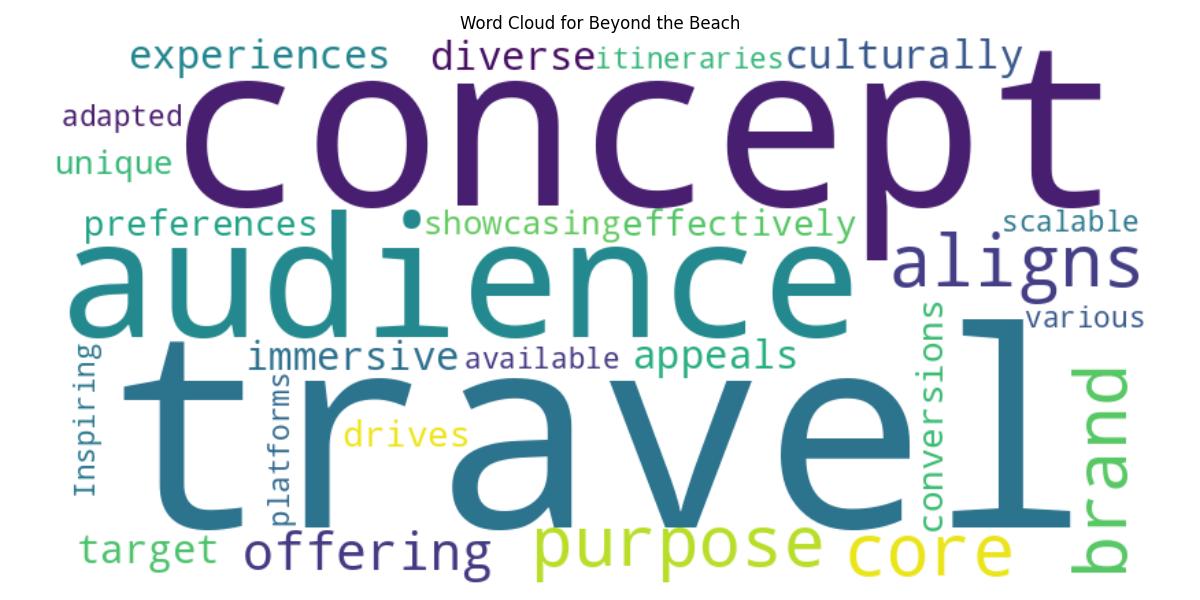 Word Cloud for Beyond the Beach
experiences diverse itineraries culturally
concept
adapted
unique
preferences showcasing effectively scalable
audience aligns
various
immersive available appeals
Inspiring
platforms
travel
drives
conversions
brand
target offering purpose core